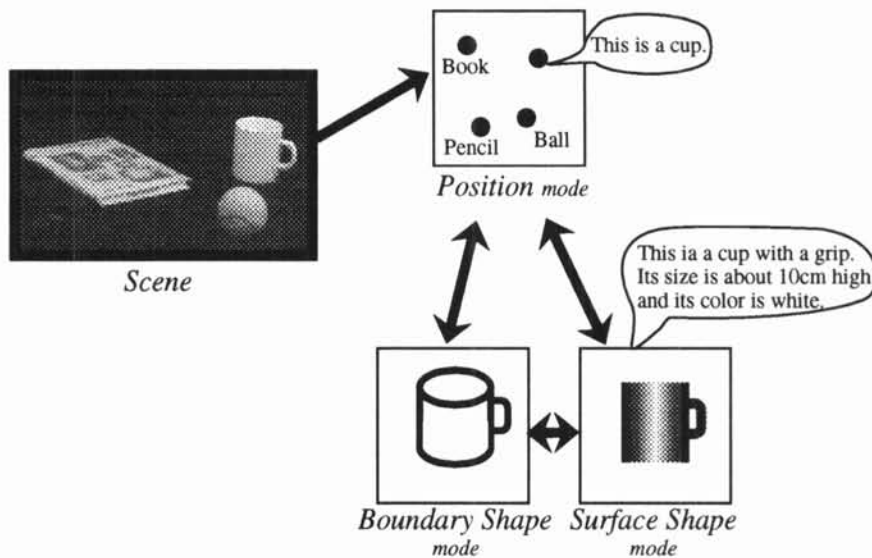 This is a cup.
Book
Pencil
Ball
Position mode
Scene
This ia a cup with a grip.
Its size is about 10cm high
and its color is white.
Boundary Shape
mode
Surface Shape
mode